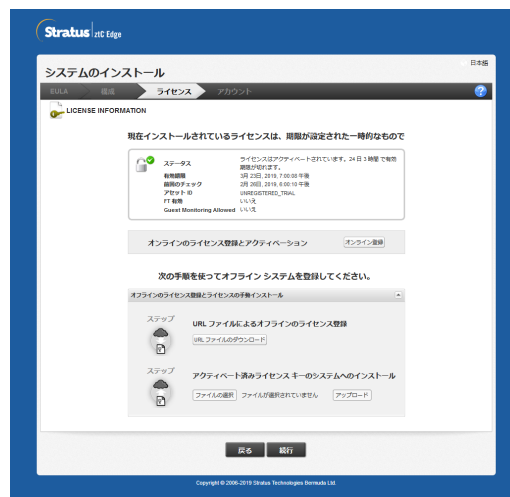 Stratus ztC Edge
日本語
システムのインストール
EULA 構成 ライセンス アカウント ?
LICENSE INFORMATION
現在インストールされているライセンスは、期限が設定された一時的なもので
ステータス ライセンスはアクティベートされています。24 日 3 時間 で有効期限が切れます。
有効期限 3月 23日, 2019, 7:00:08 午後
前回のチェック 2月 26日, 2019, 6:00:10 午後
アセット ID UNREGISTERED_TRIAL
FT 有効 いいえ
Guest Monitoring Allowed いいえ
オンラインのライセンス登録とアクティベーション オンライン登録
次の手順を使ってオフライン システムを登録してください。
オフラインのライセンス登録とライセンスの手動インストール
ステップ
URL ファイルによるオフラインのライセンス登録
URL ファイルのダウンロード
ステップ
アクティベート済みライセンス キーのシステムへのインストール
ファイルの選択 ファイルが選択されていません アップロード
戻る 続行
Copyright © 2006-2019 Stratus Technologies Bermuda Ltd.